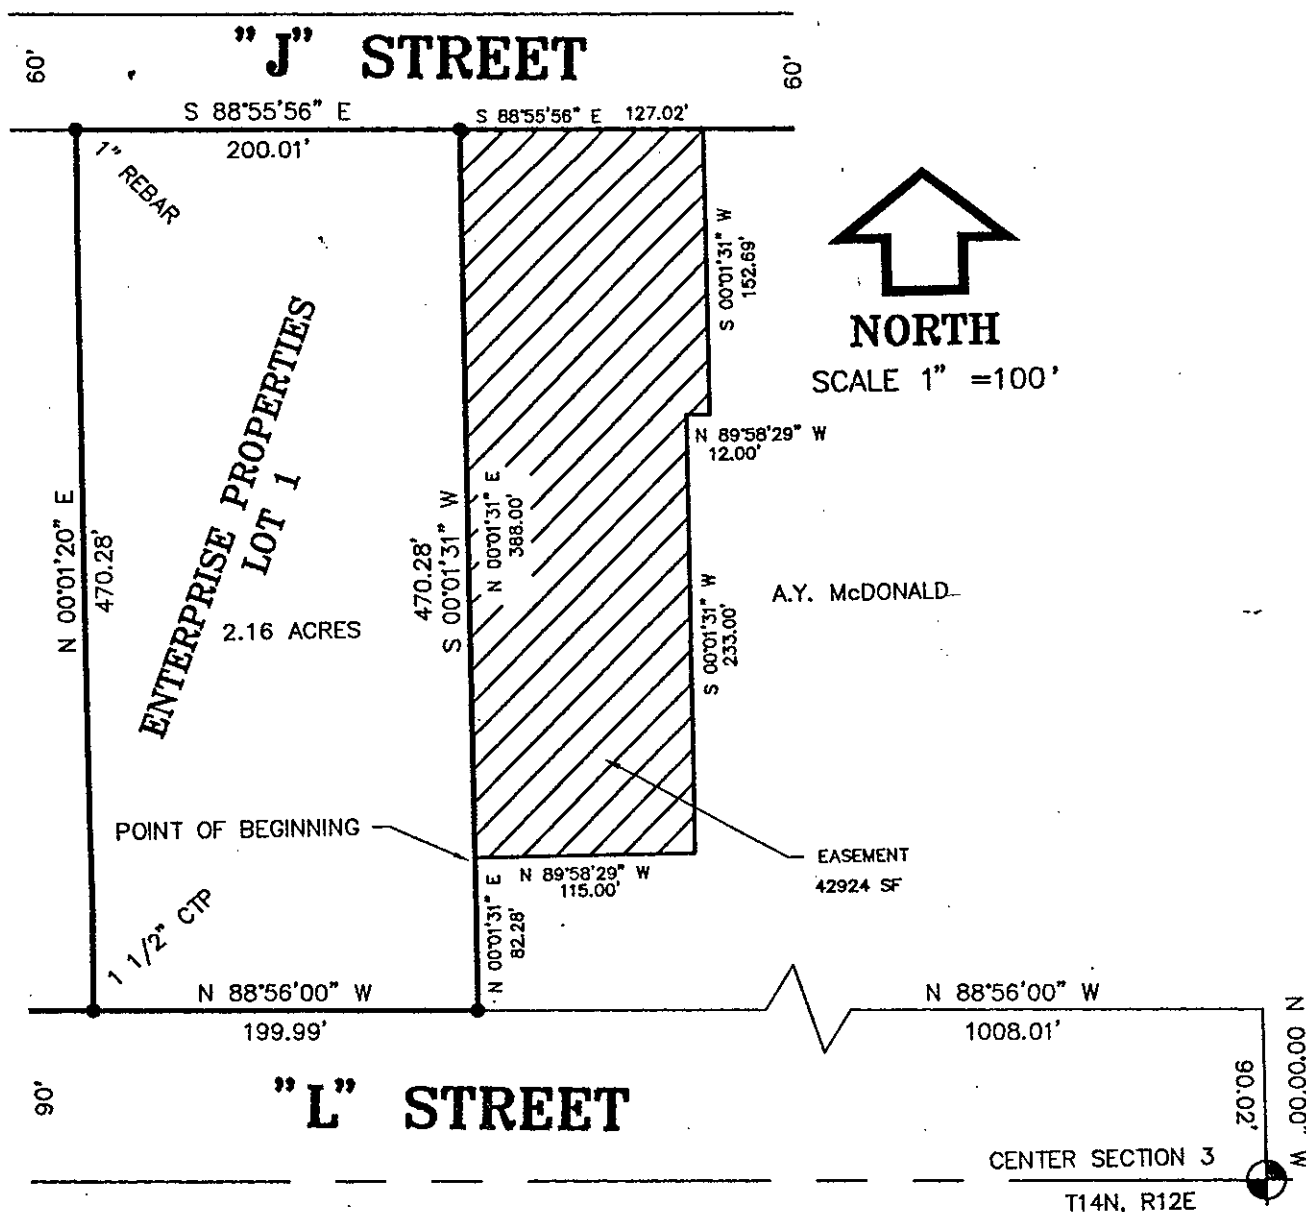 "J" STREET
60'
60'
S 88°55'56" E
200.01'
S 88°55'56" E 127.02'
1" REBAR
S 00°01'31" W
152.69'
NORTH
SCALE 1" =100'
N 89°58'29" W
12.00'
ENTERPRISE PROPERTIES
LOT 1
2.16 ACRES
N 00°01'20" E
470.28'
470.28'
S 00°01'31" W
N 00°01'31" E
388.00'
S 00°01'31" W
233.00'
A.Y. McDONALD
POINT OF BEGINNING
EASEMENT
42924 SF
N 89°58'29" W
115.00'
N 00°01'31" E
82.28'
1 1/2" CTP
N 88°56'00" W
199.99'
N 88°56'00" W
1008.01'
N 00°00'00" W
90.02'
90'
"L" STREET
CENTER SECTION 3
T14N, R12E